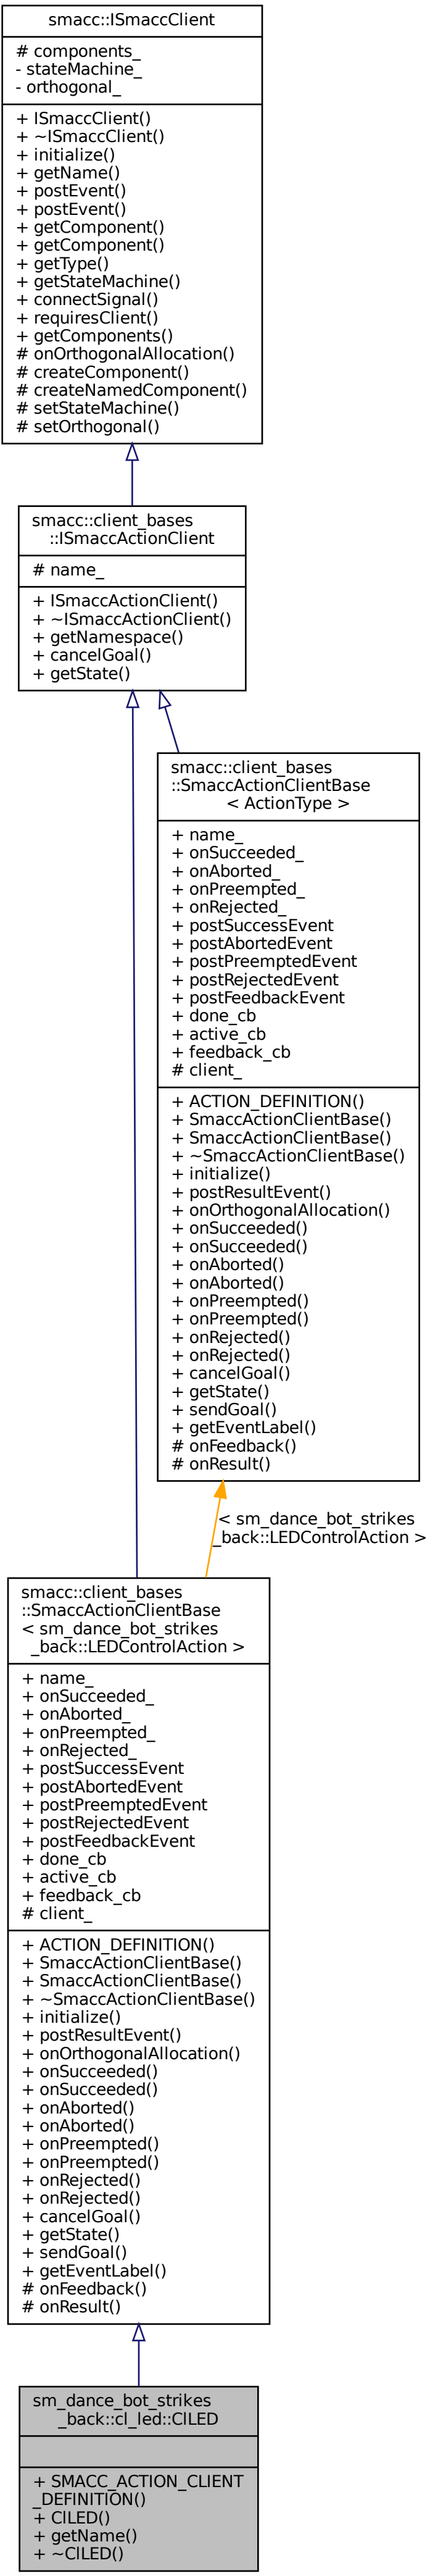 smacc::ISmaccClient
# components_
- stateMachine_
- orthogonal_
+ ISmaccClient()
+ ~ISmaccClient()
+ initialize()
+ getName()
+ postEvent()
+ postEvent()
+ getComponent()
+ getComponent()
+ getType()
+ getStateMachine()
+ connectSignal()
+ requiresClient()
+ getComponents()
# onOrthogonalAllocation()
# createComponent()
# createNamedComponent()
# setStateMachine()
# setOrthogonal()
smacc::client_bases
::ISmaccActionClient
# name_
+ ISmaccActionClient()
+ ~ISmaccActionClient()
+ getNamespace()
+ cancelGoal()
+ getState()
smacc::client_bases
::SmaccActionClientBase
< ActionType >
+ name_
+ onSucceeded_
+ onAborted_
+ onPreempted_
+ onRejected_
+ postSuccessEvent
+ postAbortedEvent
+ postPreemptedEvent
+ postRejectedEvent
+ postFeedbackEvent
+ done_cb
+ active_cb
+ feedback_cb
# client_
+ ACTION_DEFINITION()
+ SmaccActionClientBase()
+ SmaccActionClientBase()
+ ~SmaccActionClientBase()
+ initialize()
+ postResultEvent()
+ onOrthogonalAllocation()
+ onSucceeded()
+ onSucceeded()
+ onAborted()
+ onAborted()
+ onPreempted()
+ onPreempted()
+ onRejected()
+ onRejected()
+ cancelGoal()
+ getState()
+ sendGoal()
+ getEventLabel()
# onFeedback()
# onResult()
< sm_dance_bot_strikes
_back::LEDControlAction >
smacc::client_bases
::SmaccActionClientBase
< sm_dance_bot_strikes
_back::LEDControlAction >
+ name_
+ onSucceeded_
+ onAborted_
+ onPreempted_
+ onRejected_
+ postSuccessEvent
+ postAbortedEvent
+ postPreemptedEvent
+ postRejectedEvent
+ postFeedbackEvent
+ done_cb
+ active_cb
+ feedback_cb
# client_
+ ACTION_DEFINITION()
+ SmaccActionClientBase()
+ SmaccActionClientBase()
+ ~SmaccActionClientBase()
+ initialize()
+ postResultEvent()
+ onOrthogonalAllocation()
+ onSucceeded()
+ onSucceeded()
+ onAborted()
+ onAborted()
+ onPreempted()
+ onPreempted()
+ onRejected()
+ onRejected()
+ cancelGoal()
+ getState()
+ sendGoal()
+ getEventLabel()
# onFeedback()
# onResult()
sm_dance_bot_strikes
_back::cl_led::ClLED
+ SMACC_ACTION_CLIENT
_DEFINITION()
+ ClLED()
+ getName()
+ ~ClLED()